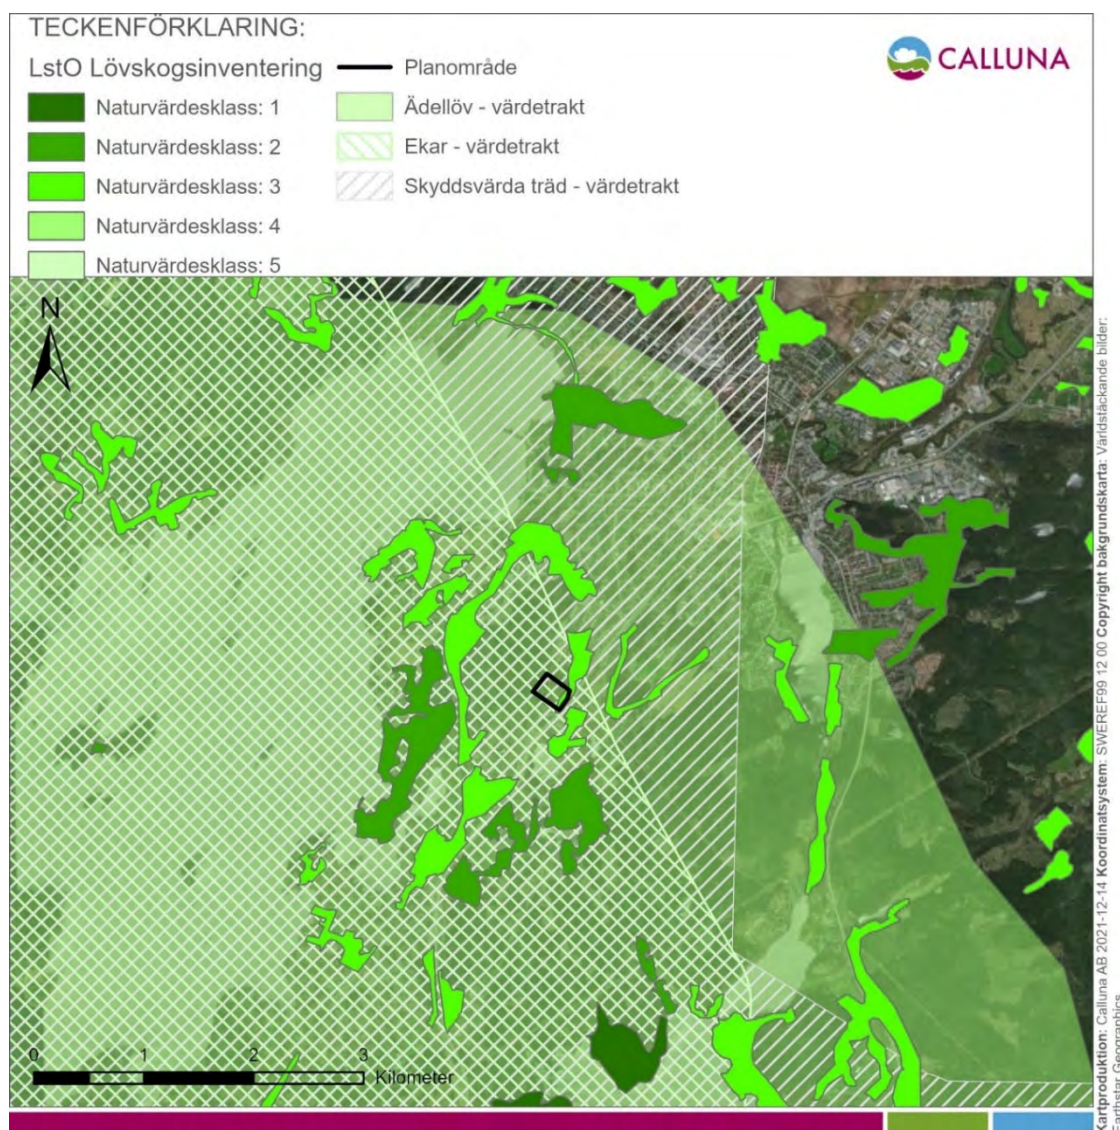 TECKENFÖRKLARING:
LstO Lövskogsinventering
Naturvärdesklass: 1
Naturvärdesklass: 2
Naturvärdesklass: 3
Naturvärdesklass: 4
Naturvärdesklass: 5
Planområde
Ädellöv - värdetrakt
Ekar - värdetrakt
Skyddsvärda träd - värdetrakt
CALLUNA
N
0 1 2 3
Kilometer
Kartproduktion: Calluna AB 2021-12-14 Koordinatsystem: SWEREF99 12 00 Copyright bakgrundskarta: Världstäckande bilder:
Earthstar Geographics